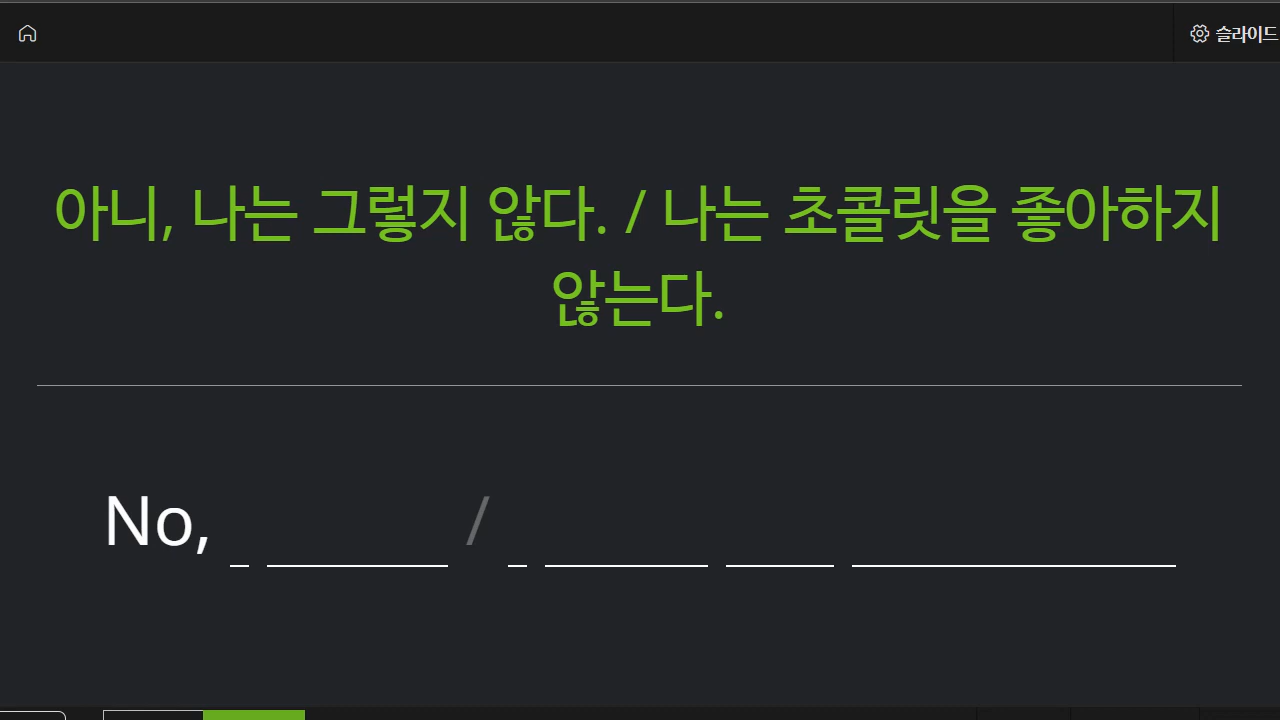 슬라이드
아니, 나는 그렇지 않다. / 나는 초콜릿을 좋아하지
않는다.
No, _ _ / _ _ _ _